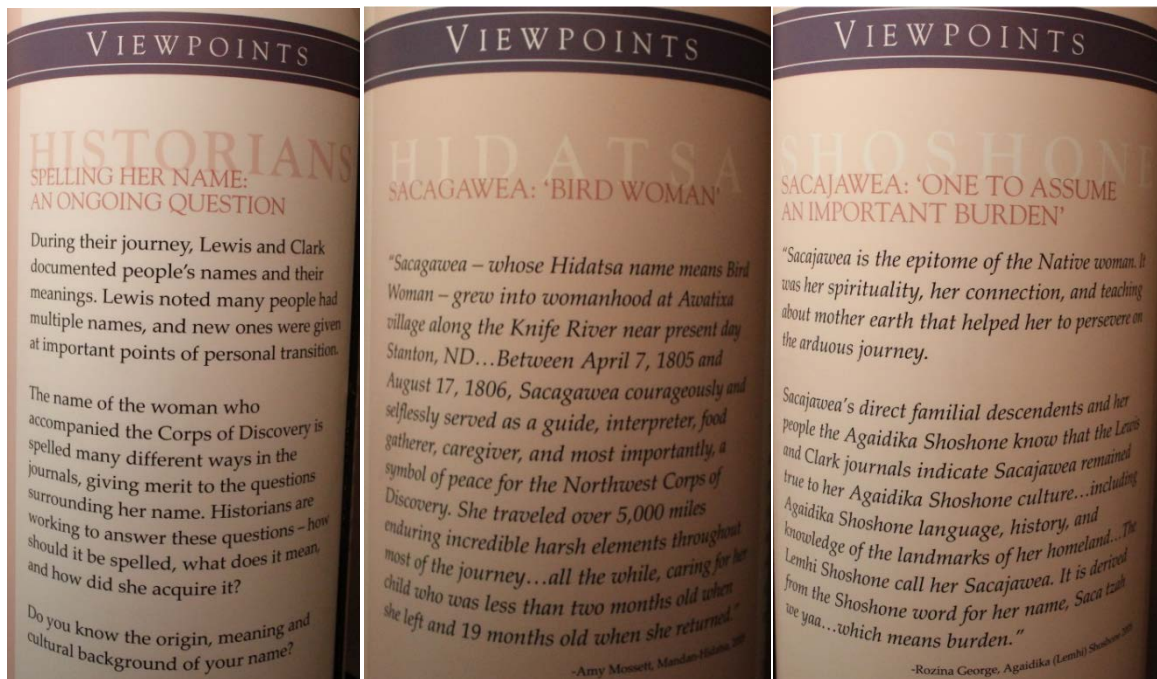 VIEWPOINTS
HISTORIANS
SPELLING HER NAME:
AN ONGOING QUESTION
During their journey, Lewis and Clark
documented people's names and their
meanings. Lewis noted many people had
multiple names, and new ones were given
at important points of personal transition.
The name of the woman who
accompanied the Corps of Discovery is
spelled many different ways in the
journals, giving merit to the questions
surrounding her name. Historians are
working to answer these questions – how
should it be spelled, what does it mean,
and how did she acquire it?
Do you know the origin, meaning and
cultural background of your name?
VIEWPOINTS
HIDATSA
SACAGAWEA: 'BIRD WOMAN'
"Sacagawea – whose Hidatsa name means Bird
Woman – grew into womanhood at Awatixa
village along the Knife River near present day
Stanton, ND...Between April 7, 1805 and
August 17, 1806, Sacagawea courageously and
selflessly served as a guide, interpreter, food
gatherer, caregiver, and most importantly, a
symbol of peace for the Northwest Corps of
Discovery. She traveled over 5,000 miles
enduring incredible harsh elements throughout
most of the journey...all the while, caring for her
child who was less than two months old when
she left and 19 months old when she returned."
-Amy Mossett, Mandan-Hidatsa,
VIEWPOINTS
SHOSHONE
SACAJAWEA: 'ONE TO ASSUME
AN IMPORTANT BURDEN'
"Sacajawea is the epitome of the Native woman. It
was her spirituality, her connection, and teaching
about mother earth that helped her to persevere on
the arduous journey.
Sacajawea's direct familial descendents and her
people the Agaidika Shoshone know that the Lewis
and Clark journals indicate Sacajawea remained
true to her Agaidika Shoshone culture...including
Agaidika Shoshone language, history, and
knowledge of the landmarks of her homeland...The
Lemhi Shoshone call her Sacajawea. It is derived
from the Shoshone word for her name, Saca tzah
we yaa...which means burden."
-Rozina George, Agaidika (Lemhi) Shoshone